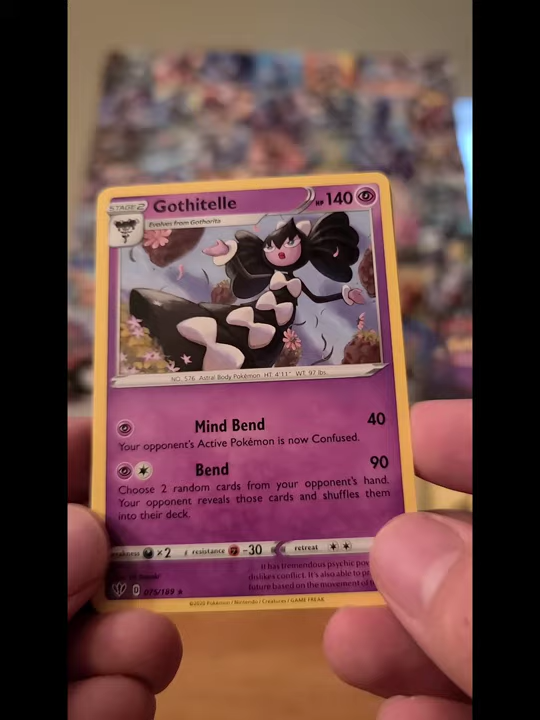 STAGE 2 Gothitelle HP 140
Evolves from Gothorita
NO. 576 Astral Body Pokémon. HT. 4'11" WT. 97 lbs.
Mind Bend 40
Your opponent's Active Pokémon is now Confused.
Bend 90
Choose 2 random cards from your opponent's hand.
Your opponent reveals those cards and shuffles them
into their deck.
weakness ×2 resistance -30 retreat
It has tremendous psychic pow
dislikes conflict. It's also able to pr
future based on the movement of
D 075/189 ★
©2020 Pokémon / Nintendo / Creatures / GAME FREAK